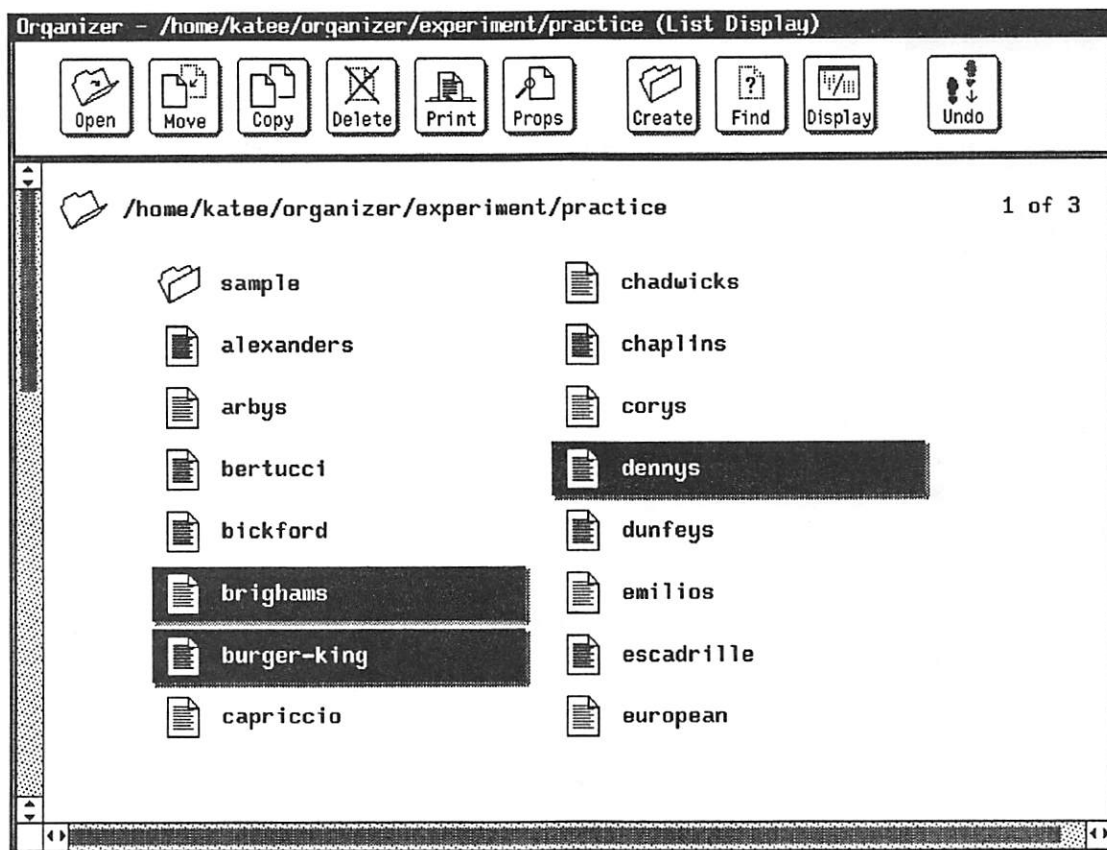 Organizer - /home/katee/organizer/experiment/practice (List Display)
Open Move Copy Delete Print Props Create Find Display Undo
/home/katee/organizer/experiment/practice 1 of 3
sample
alexanders
arbys
bertucci
bickford
brighams
burger-king
capriccio
chadwicks
chaplins
corys
dennys
dunfeys
emilios
escadrille
european